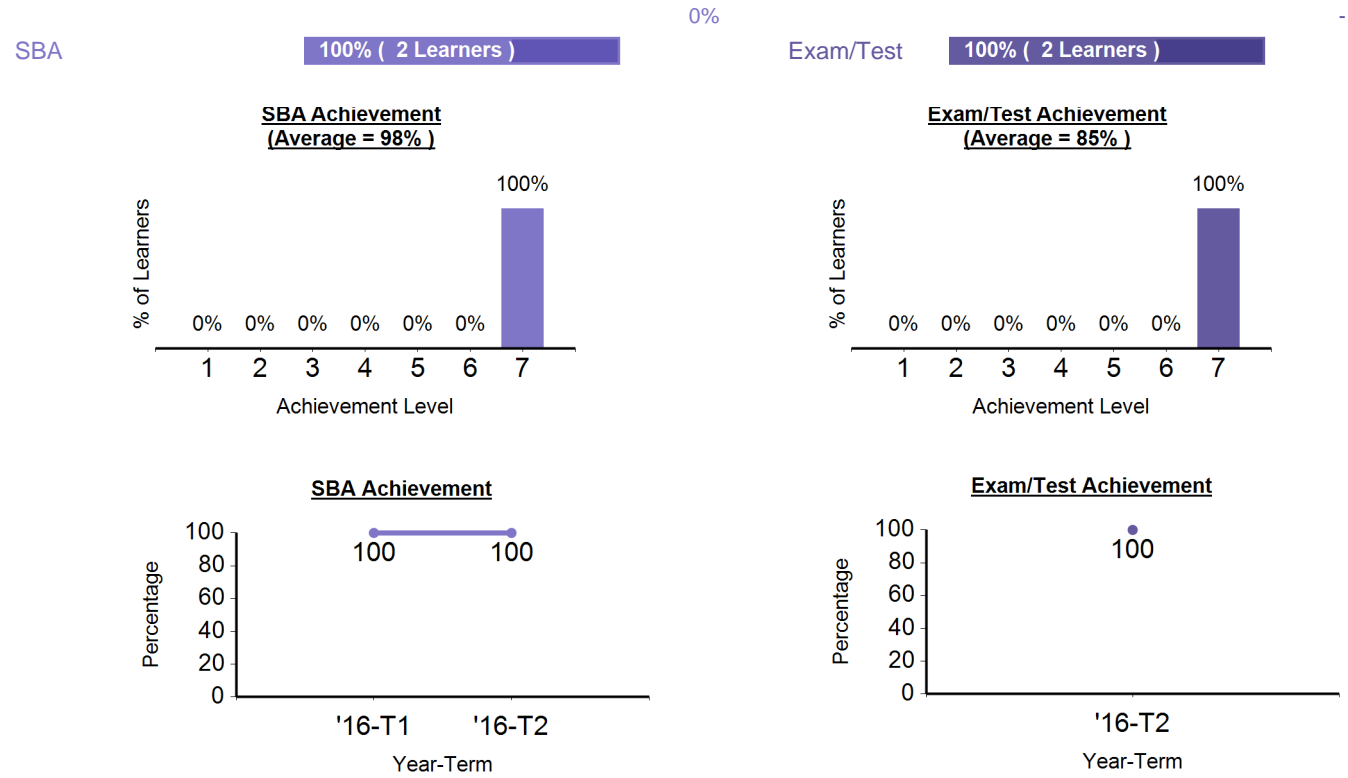 0%
-
SBA
100% ( 2 Learners )
Exam/Test
100% ( 2 Learners )
SBA Achievement
(Average = 98% )
100%
% of Learners
0% 0% 0% 0% 0% 0%
1 2 3 4 5 6 7
Achievement Level
Exam/Test Achievement
(Average = 85% )
100%
% of Learners
0% 0% 0% 0% 0% 0%
1 2 3 4 5 6 7
Achievement Level
SBA Achievement
Percentage
100
80
60
40
20
0
100 100
'16-T1 '16-T2
Year-Term
Exam/Test Achievement
Percentage
100
80
60
40
20
0
100
'16-T2
Year-Term